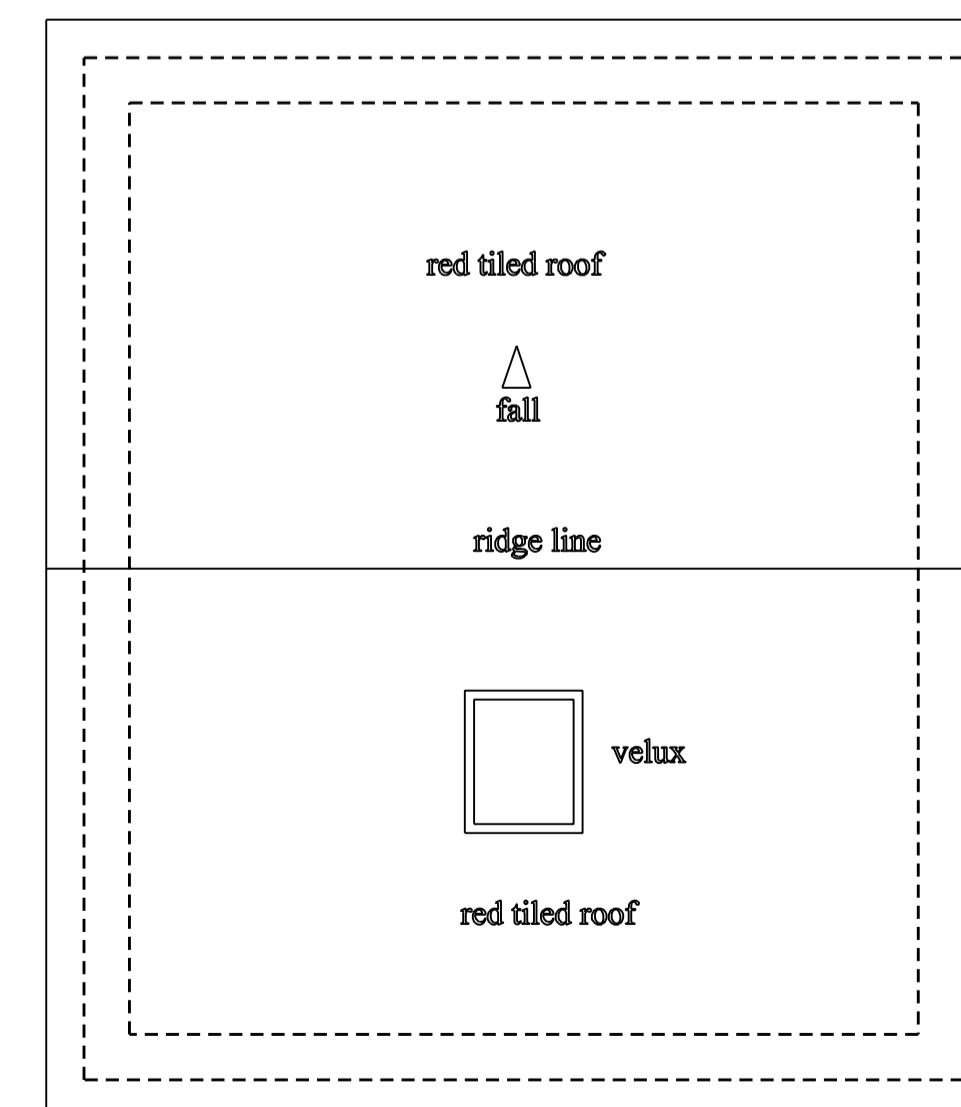 red tiled roof
fall
ridge line
velux
red tiled roof